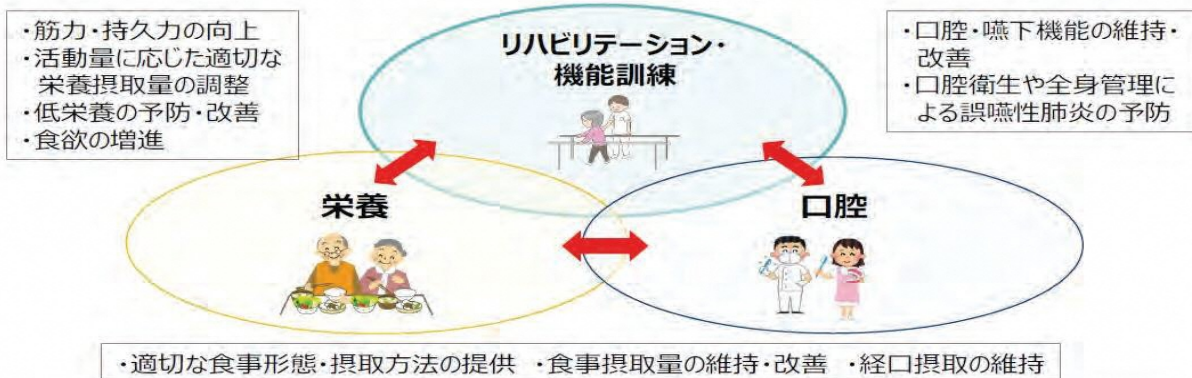 ・筋力・持久力の向上
・活動量に応じた適切な
栄養摂取量の調整
・低栄養の予防・改善
・食欲の増進
リハビリテーション・
機能訓練
・口腔・嚥下機能の維持・
改善
・口腔衛生や全身管理に
よる誤嚥性肺炎の予防
栄養
口腔
・適切な食事形態・摂取方法の提供 ・食事摂取量の維持・改善 ・経口摂取の維持